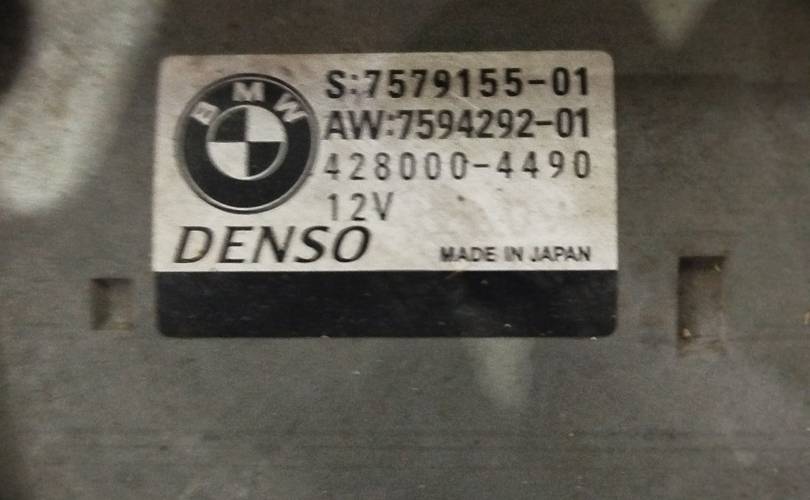 BMW
S:7579155-01
AW:7594292-01
428000-4490
12V
DENSO
MADE IN JAPAN